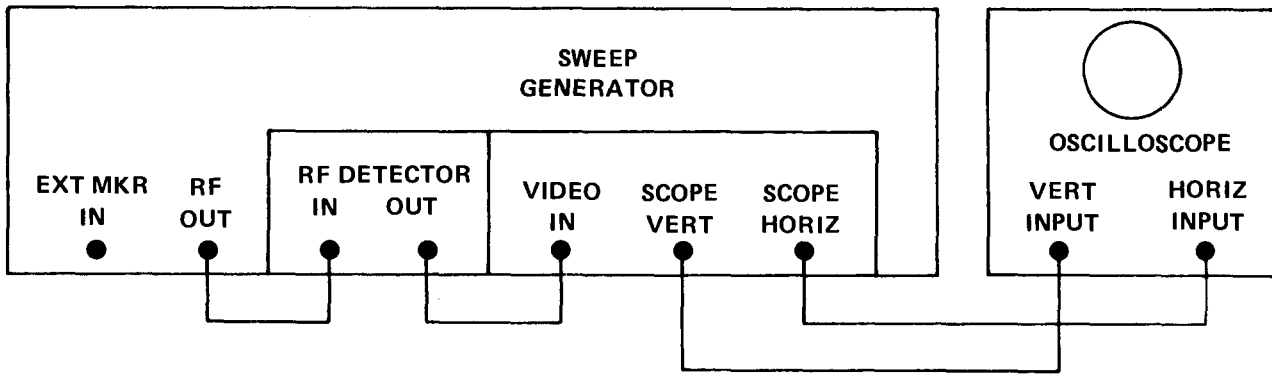 SWEEP
GENERATOR
OSCILLOSCOPE
EXT MKR
IN
RF
OUT
RF DETECTOR
IN OUT
VIDEO
IN
SCOPE
VERT
SCOPE
HORIZ
VERT
INPUT
HORIZ
INPUT